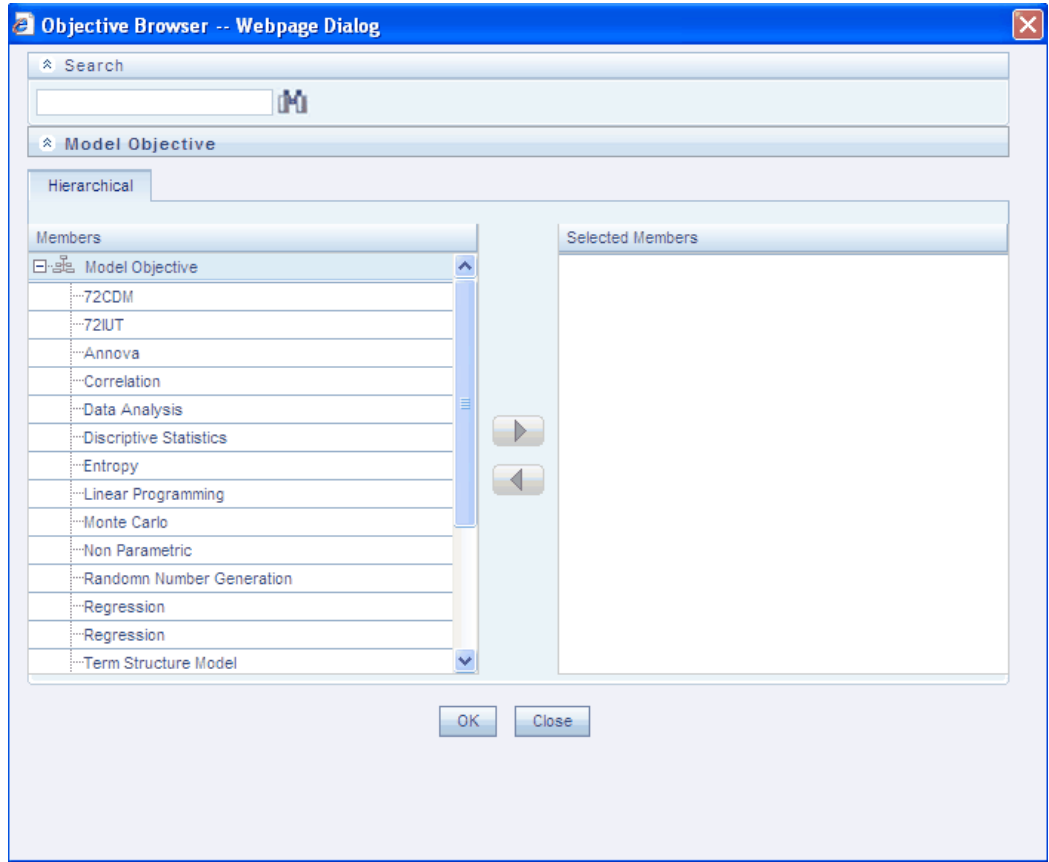 Objective Browser -- Webpage Dialog
Search
Model Objective
Hierarchical
Members
Selected Members
Model Objective
72CDM
72IUT
Annova
Correlation
Data Analysis
Discriptive Statistics
Entropy
Linear Programming
Monte Carlo
Non Parametric
Randomn Number Generation
Regression
Regression
Term Structure Model
OK
Close